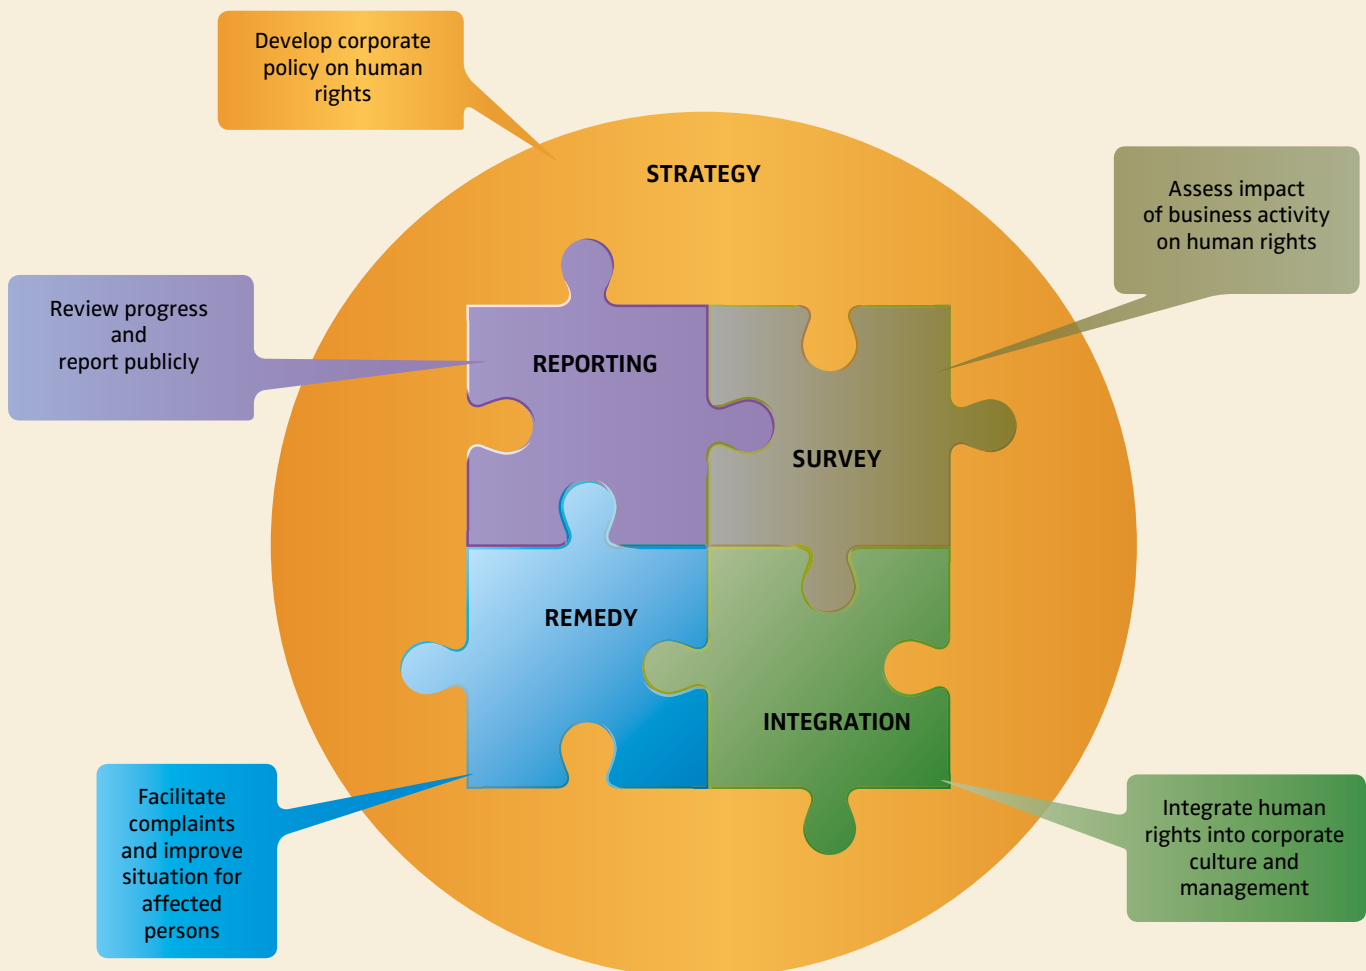 Develop corporate
policy on human
rights
STRATEGY
Assess impact
of business activity
on human rights
Review progress
and
report publicly
REPORTING
SURVEY
REMEDY
INTEGRATION
Facilitate
complaints
and improve
situation for
affected
persons
Integrate human
rights into corporate
culture and
management